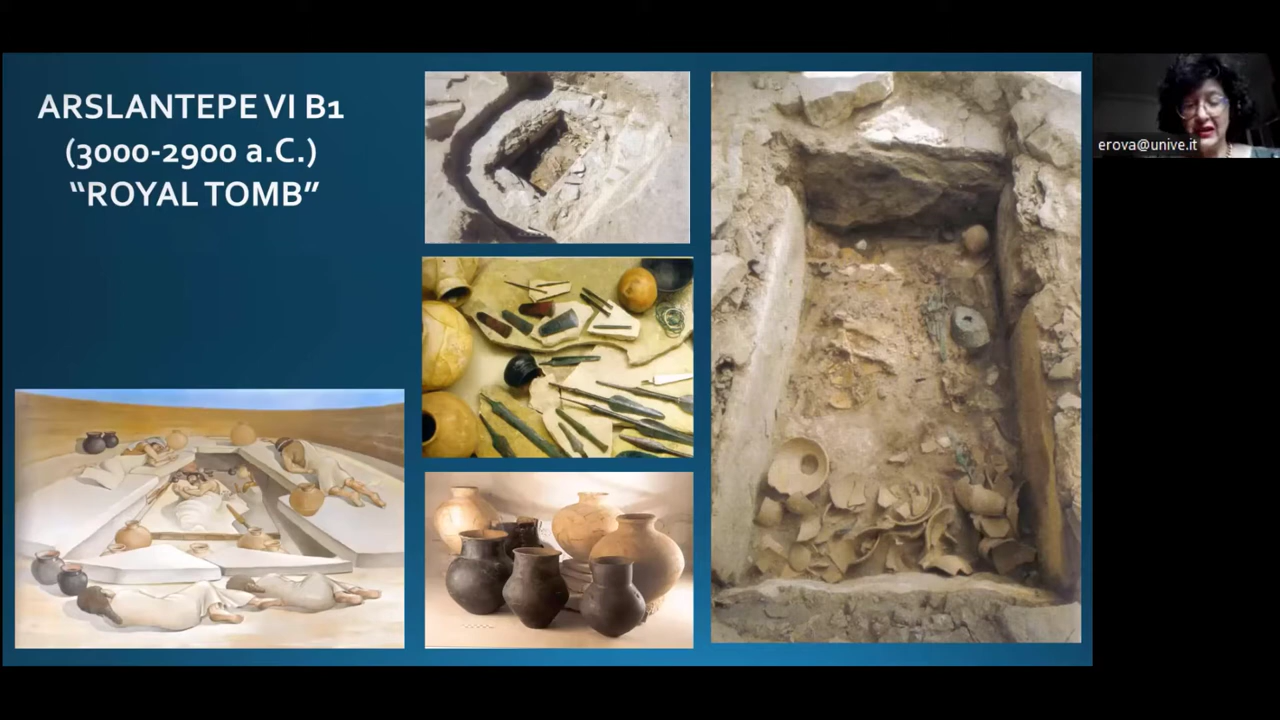 ARSLANTEPE VI B1
(3000-2900 a.C.)
“ROYAL TOMB”
erova@unive.it